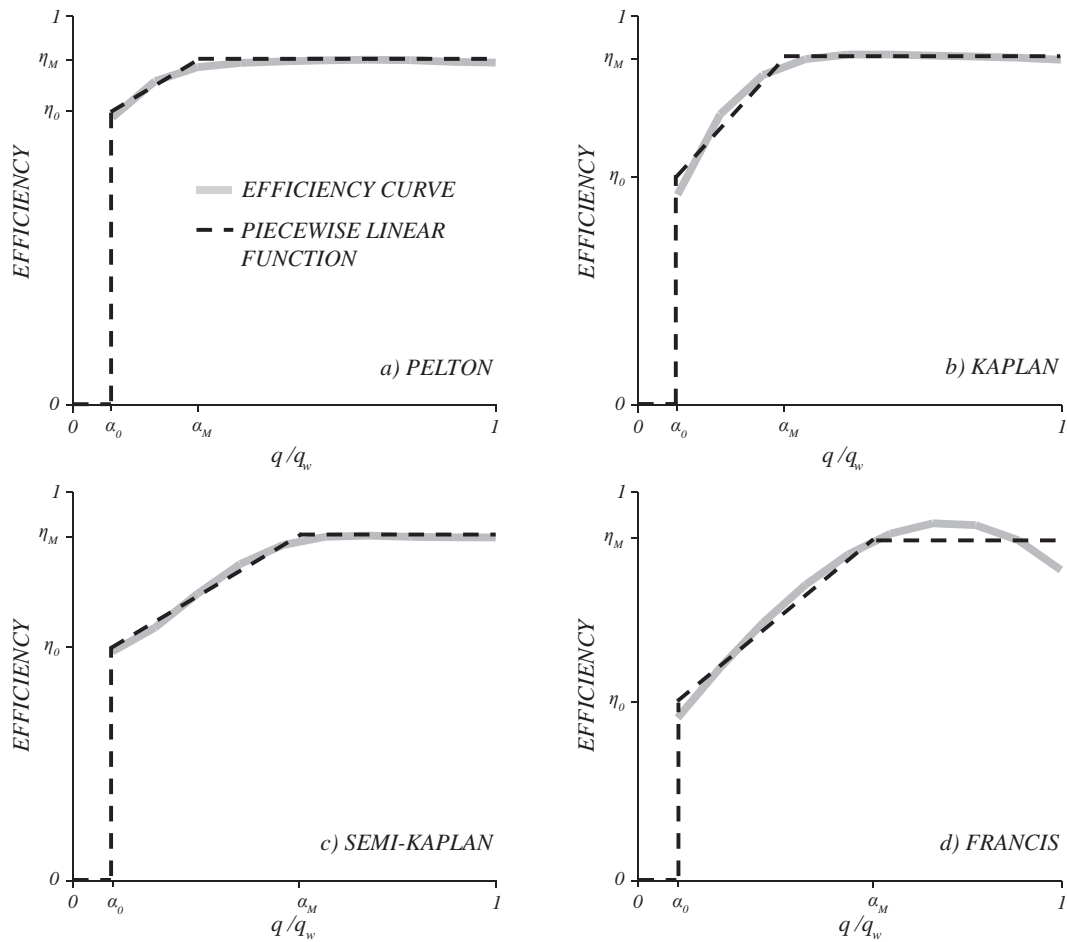 1
η_M
η_0
0
EFFICIENCY
EFFICIENCY CURVE
PIECEWISE LINEAR
FUNCTION
a) PELTON
0 α_0 α_M 1
q/q_w
1
η_M
η_0
0
EFFICIENCY
b) KAPLAN
0 α_0 α_M 1
q/q_w
1
η_M
η_0
0
EFFICIENCY
c) SEMI-KAPLAN
0 α_0 α_M 1
q/q_w
1
η_M
η_0
0
EFFICIENCY
d) FRANCIS
0 α_0 α_M 1
q/q_w